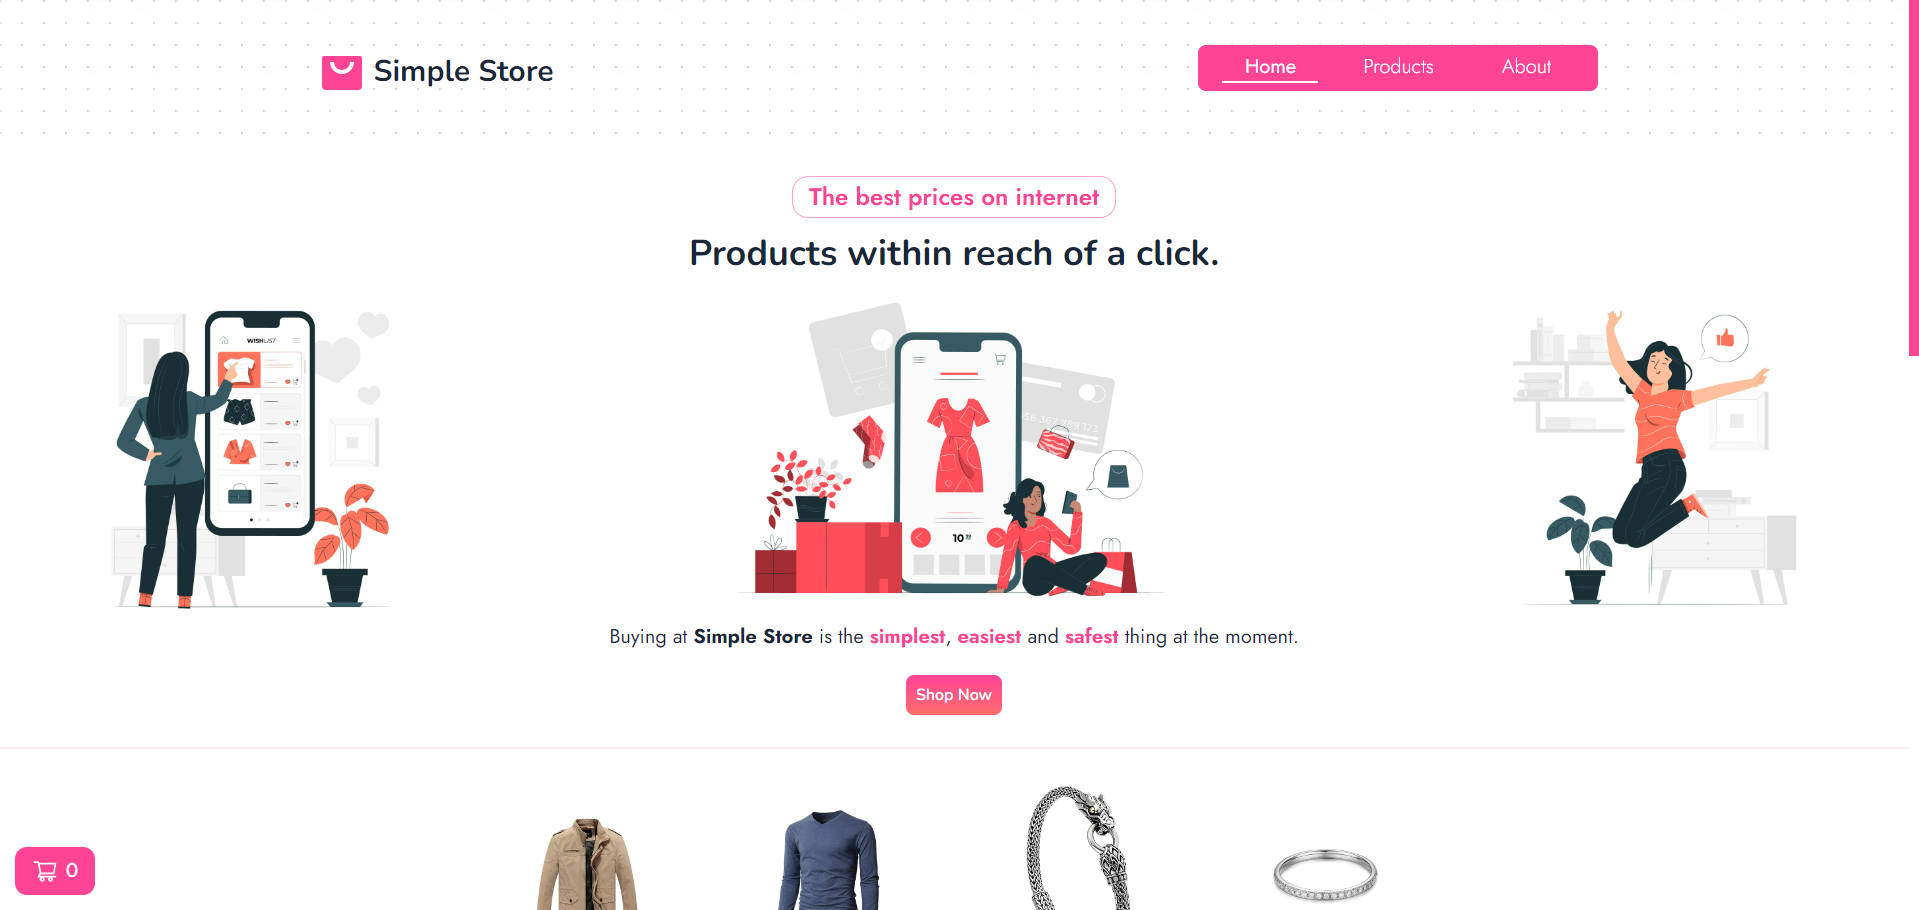 Simple Store
Home Products About
The best prices on internet
Products within reach of a click.
WISHLIST
10
Buying at Simple Store is the simplest, easiest and safest thing at the moment.
Shop Now
0